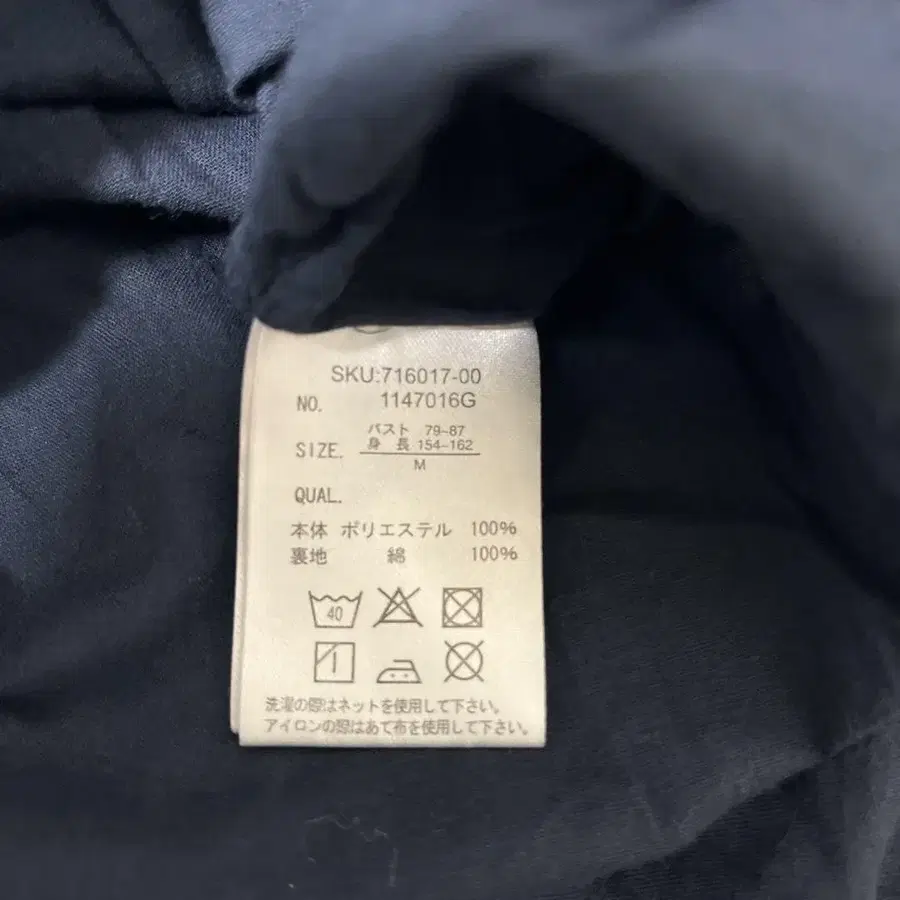 SKU:716017-00
NO. 1147016G
バスト 79-87
SIZE. 身長 154-162
M
QUAL.
本体 ポリエステル 100%
裏地 綿 100%
40
洗濯の際はネットを使用して下さい。
アイロンの際はあて布を使用して下さい。